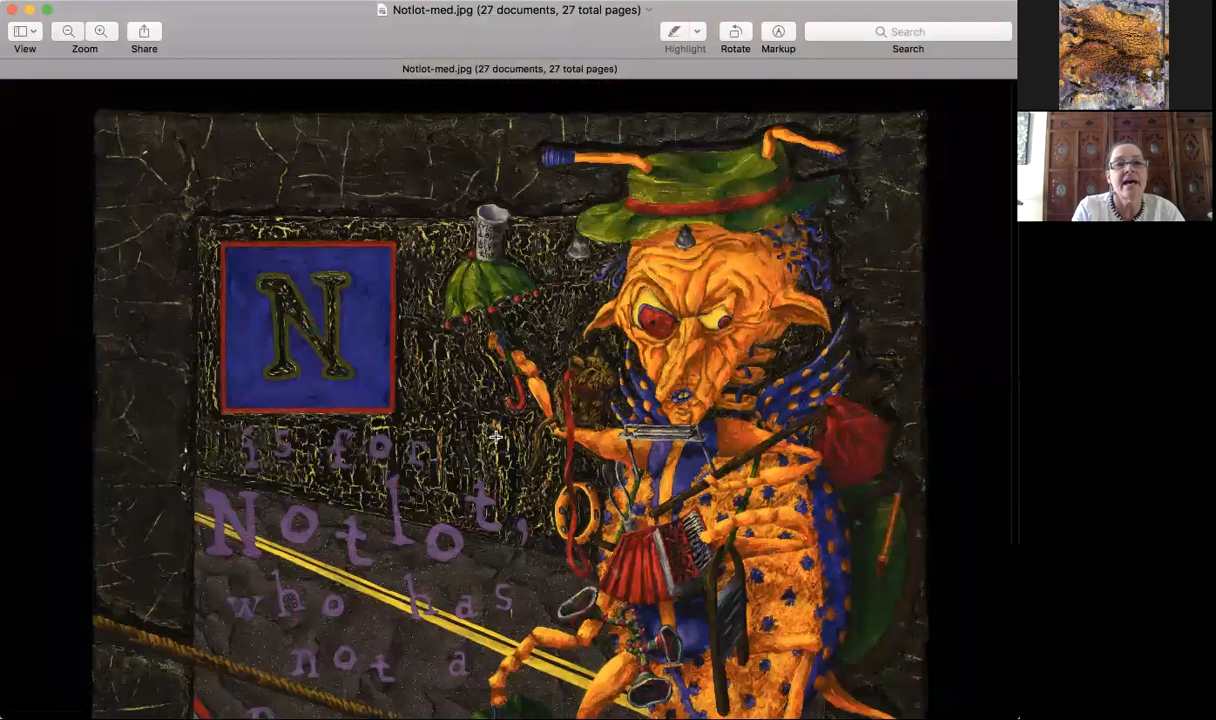 Notlot-med.jpg (27 documents, 27 total pages)
View Zoom Share Highlight Rotate Markup Search
Search
Notlot-med.jpg (27 documents, 27 total pages)
N
is for
Notlot,
who has
not a